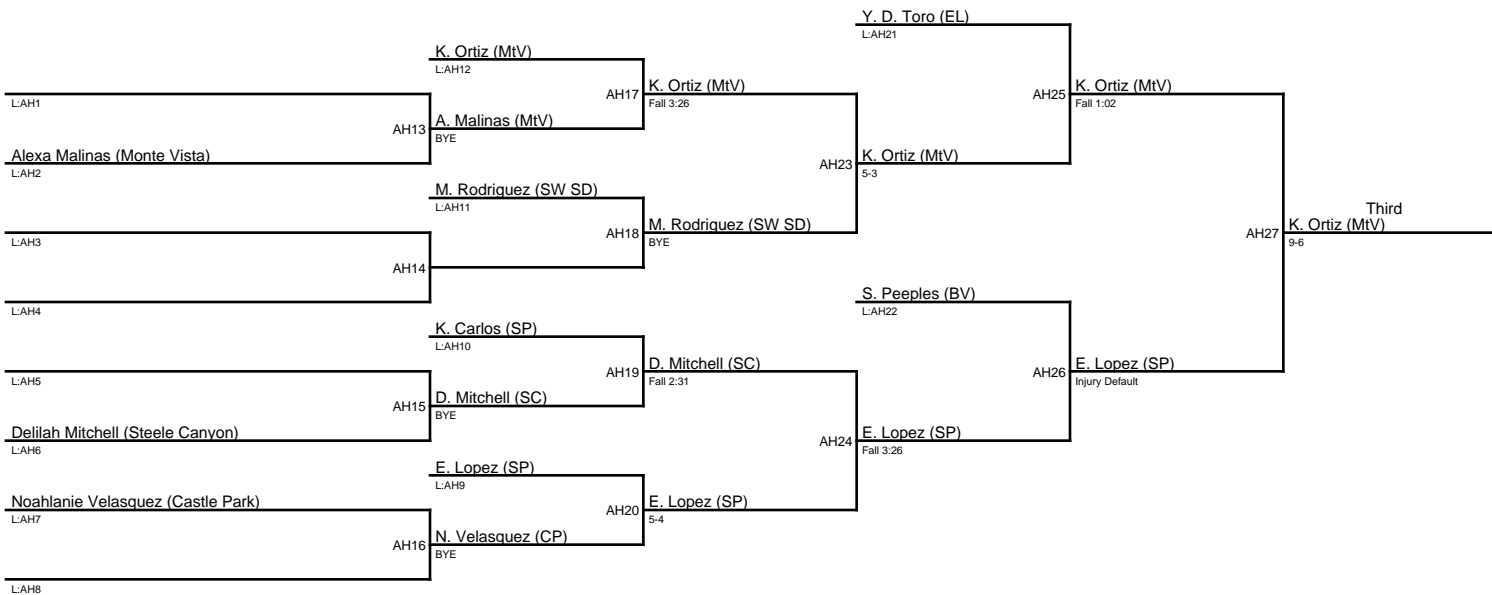 Y. D. Toro (EL)
L:AH21
K. Ortiz (MtV)
L:AH12
K. Ortiz (MtV)
AH17
Fall 3:26
K. Ortiz (MtV)
AH25
Fall 1:02
L:AH1
A. Malinas (MtV)
AH13
BYE
Alexa Malinas (Monte Vista)
L:AH2
K. Ortiz (MtV)
AH23
5-3
M. Rodriguez (SW SD)
L:AH11
Third
M. Rodriguez (SW SD)
AH18
BYE
K. Ortiz (MtV)
AH27
9-6
L:AH3
AH14
L:AH4
S. Peeples (BV)
L:AH22
K. Carlos (SP)
L:AH10
D. Mitchell (SC)
AH19
Fall 2:31
E. Lopez (SP)
AH26
Injury Default
L:AH5
D. Mitchell (SC)
AH15
BYE
Delilah Mitchell (Steele Canyon)
L:AH6
E. Lopez (SP)
AH24
Fall 3:26
E. Lopez (SP)
L:AH9
Noahlanie Velasquez (Castle Park)
L:AH7
E. Lopez (SP)
AH20
5-4
N. Velasquez (CP)
AH16
BYE
L:AH8